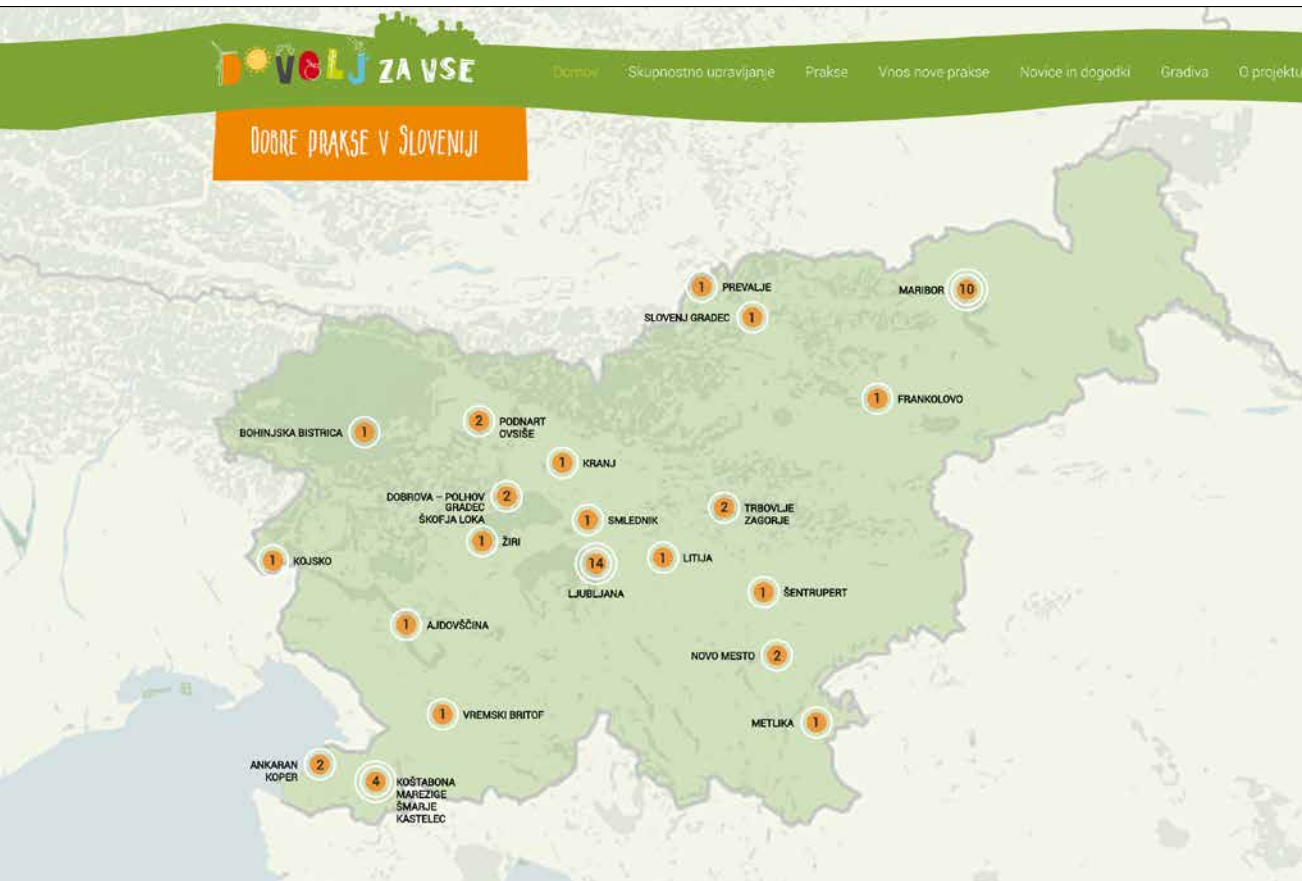 DOVOLJ ZA VSE
Domov Skupnostno upravljanje Prakse Vnos nove prakse Novice in dogodki Gradiva O projektu
DOBRE PRAKSE V SLOVENIJI
1 PREVALJE
MARIBOR 10
SLOVENJ GRADEC 1
1 FRANKOLOVO
BOHINJSKA BISTRICA 1
2 PODNART
OVSIŠE
1 KRANJ
DOBROVA – POLHOV
GRADEC
ŠKOFJA LOKA
2
1 SMLEDNIK
2 TRBOVLJE
ZAGORJE
1 ŽIRI
1 KOJSKO
14
LJUBLJANA
1 LITIJA
1 ŠENTRUPERT
1 AJDOVŠČINA
NOVO MESTO 2
1 VREMSKI BRITOF
METLIKA 1
ANKARAN
KOPER
2
4 KOŠTABONA
MAREZIGE
ŠMARJE
KASTELEC